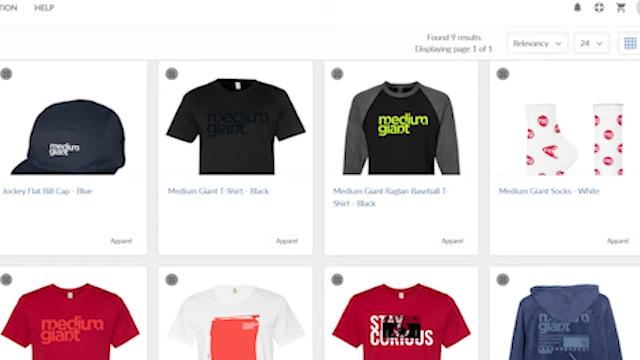 TION HELP
Found 9 results
Displaying page 1 of 1
Relevancy
24
medium
giant
medium
giant
medium
giant
Jockey Flat Bill Cap - Blue
Medium Giant T-Shirt - Black
Medium Giant Raglan Baseball T-
Shirt - Black
Medium Giant Socks - White
Apparel
Apparel
Apparel
Apparel
medium
giant
STAY
CURIOUS
medium
giant